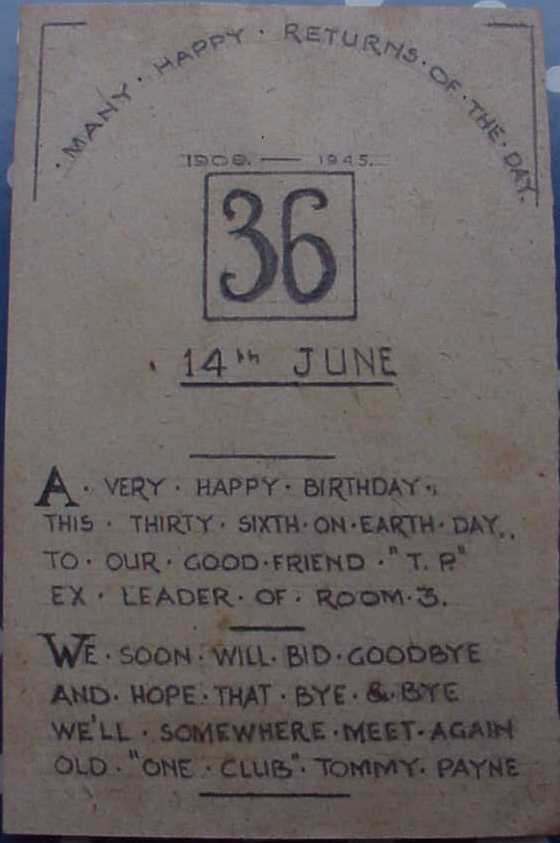 · MANY · HAPPY · RETURNS · OF · THE · DAY.
1909. — 1945.
36
14TH JUNE
A · VERY · HAPPY · BIRTHDAY ·,
THIS · THIRTY · SIXTH · ON · EARTH · DAY..
TO · OUR · GOOD · FRIEND · "T. P."
EX · LEADER · OF · ROOM · 3.
WE · SOON · WILL · BID · GOODBYE
AND · HOPE · THAT · BYE · & · BYE
WE'LL · SOMEWHERE · MEET · AGAIN
OLD · "ONE · CLUB" · TOMMY · PAYNE